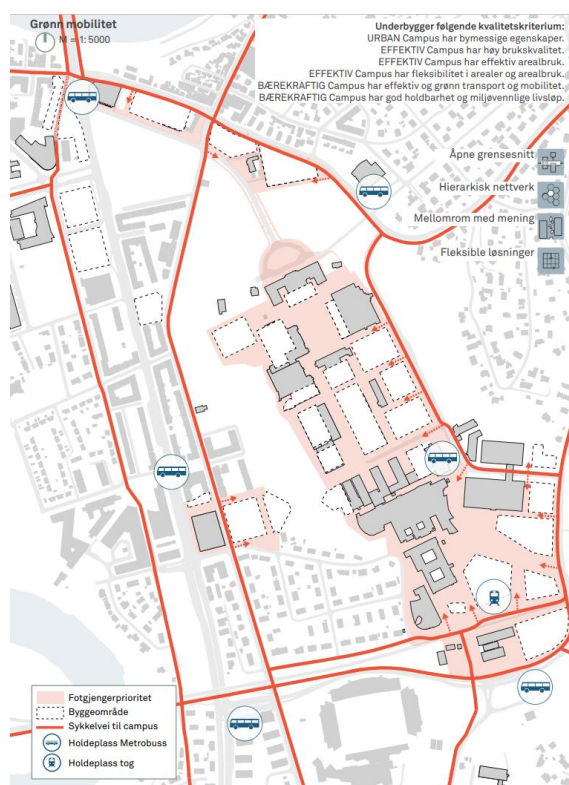 Grønn mobilitet
M = 1: 5000
Underbygger følgende kvalitetskriterium:
URBAN Campus har bymessige egenskaper.
EFFEKTIV Campus har høy brukskvalitet.
EFFEKTIV Campus har effektiv arealbruk.
EFFEKTIV Campus har fleksibilitet i arealer og arealbruk.
BÆREKRAFTIG Campus har effektiv og grønn transport og mobilitet.
BÆREKRAFTIG Campus har god holdbarhet og miljøvennlige livsløp.
Åpne grensesnitt
Hierarkisk nettverk
Mellomrom med mening
Fleksible løsninger
Fotgjengerprioritet
Byggeområde
Sykkelvei til campus
Holdeplass Metrobuss
Holdeplass tog